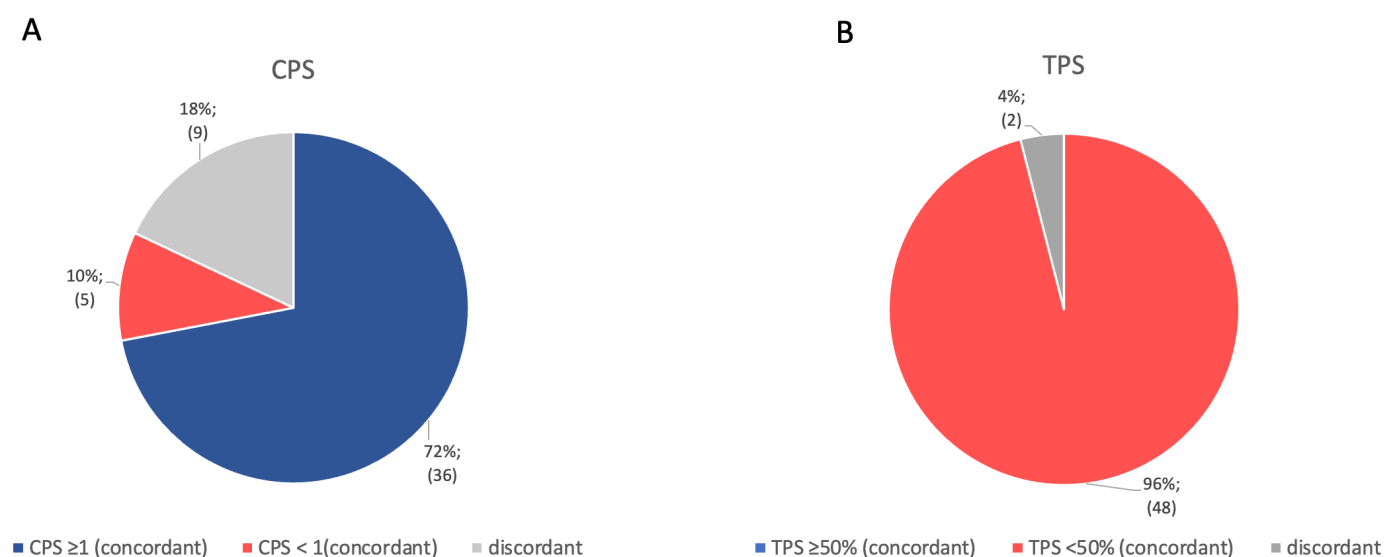 A
CPS
18%;
(9)
10%;
(5)
72%;
(36)
CPS ≥1 (concordant) CPS < 1(concordant) discordant
B
TPS
4%;
(2)
96%;
(48)
TPS ≥50% (concordant) TPS <50% (concordant) discordant